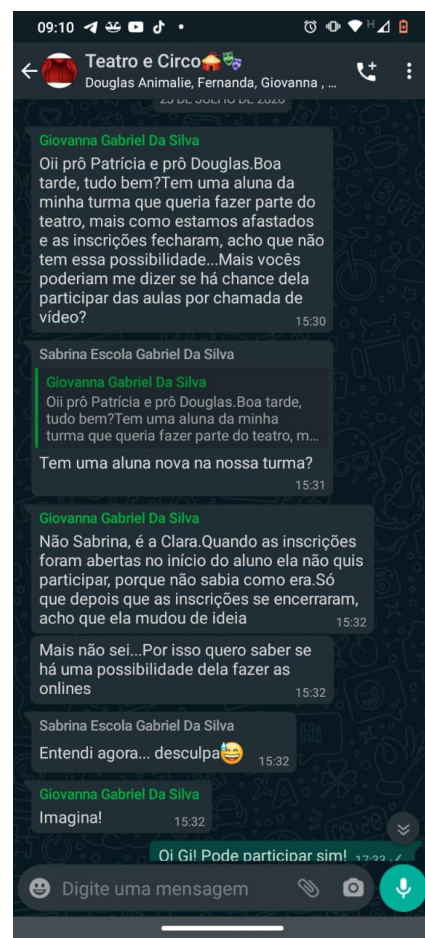 09:10
Teatro e Circo🎪🎭
Douglas Animalie, Fernanda, Giovanna , ...
23 DE JULHO DE 2020
Giovanna Gabriel Da Silva
Oii prô Patrícia e prô Douglas.Boa
tarde, tudo bem?Tem uma aluna da
minha turma que queria fazer parte do
teatro, mais como estamos afastados
e as inscrições fecharam, acho que não
tem essa possibilidade...Mais vocês
poderiam me dizer se há chance dela
participar das aulas por chamada de
vídeo?
15:30
Sabrina Escola Gabriel Da Silva
Giovanna Gabriel Da Silva
Oii prô Patrícia e prô Douglas.Boa tarde,
tudo bem?Tem uma aluna da minha
turma que queria fazer parte do teatro, m...
Tem uma aluna nova na nossa turma?
15:31
Giovanna Gabriel Da Silva
Não Sabrina, é a Clara.Quando as inscrições
foram abertas no início do aluno ela não quis
participar, porque não sabia como era.Só
que depois que as inscrições se encerraram,
acho que ela mudou de ideia
15:32
Mais não sei...Por isso quero saber se
há uma possibilidade dela fazer as
onlines
15:32
Sabrina Escola Gabriel Da Silva
Entendi agora... desculpa😅
15:32
Giovanna Gabriel Da Silva
Imagina!
15:32
Oi Gi! Pode participar sim! 17:33
Digite uma mensagem